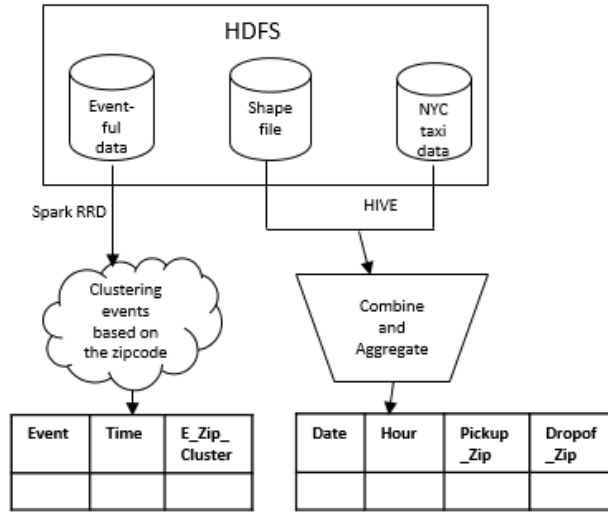 HDFS
Event-
ful
data
Shape
file
NYC
taxi
data
Spark RRD
HIVE
Clustering
events
based on
the zipcode
Combine
and
Aggregate
Event
Time
E_Zip_
Cluster
Date
Hour
Pickup
_Zip
Dropof
_Zip